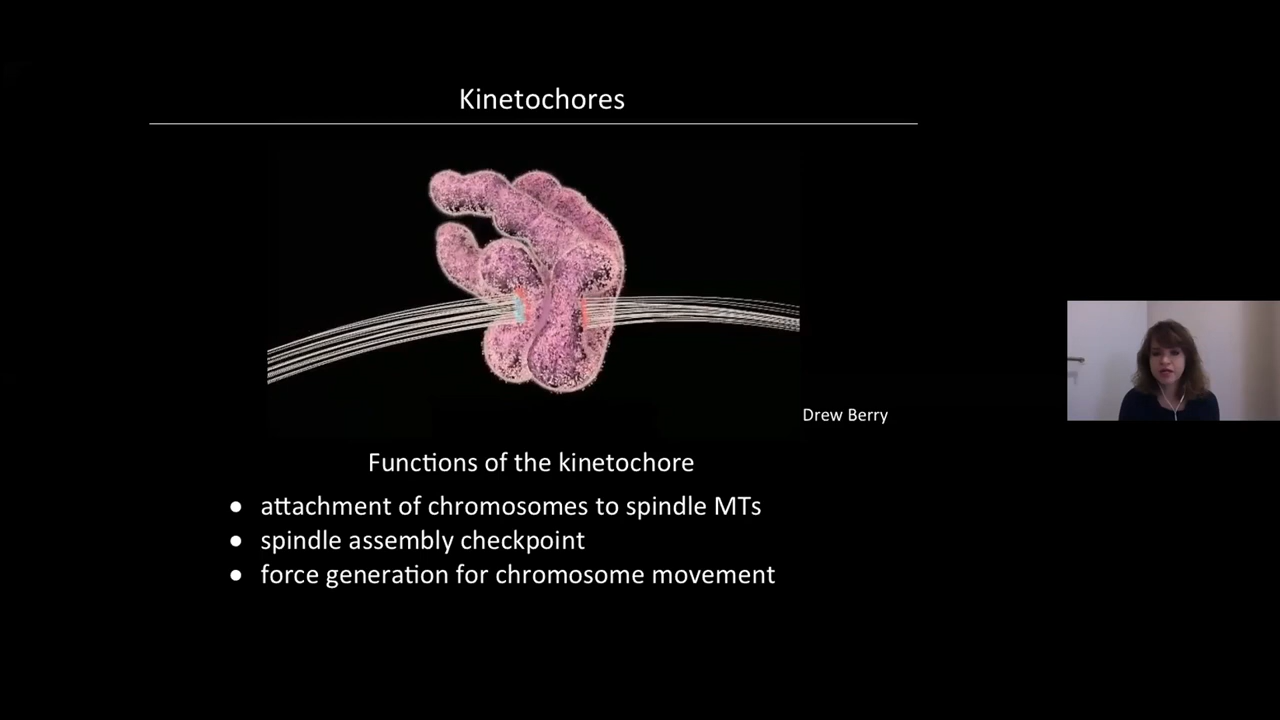 Kinetochores
Drew Berry
Functions of the kinetochore
● attachment of chromosomes to spindle MTs
● spindle assembly checkpoint
● force generation for chromosome movement